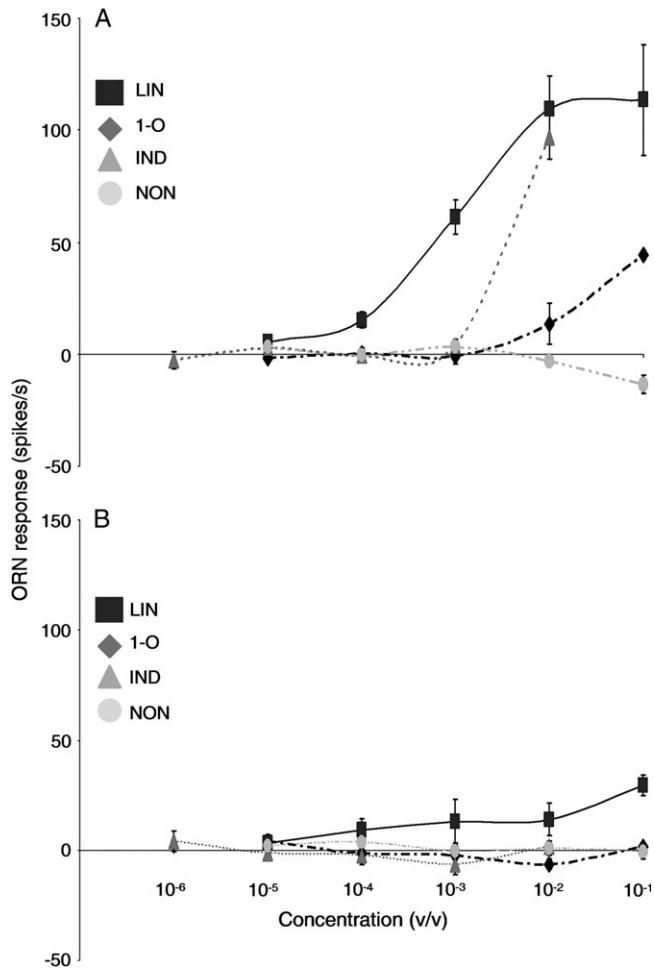 A
150
LIN
1-O
IND
NON
100
50
0
-50
ORN response (spikes/s)
B
150
LIN
1-O
IND
NON
100
50
0
10-6 10-5 10-4 10-3 10-2 10-1
Concentration (v/v)
-50